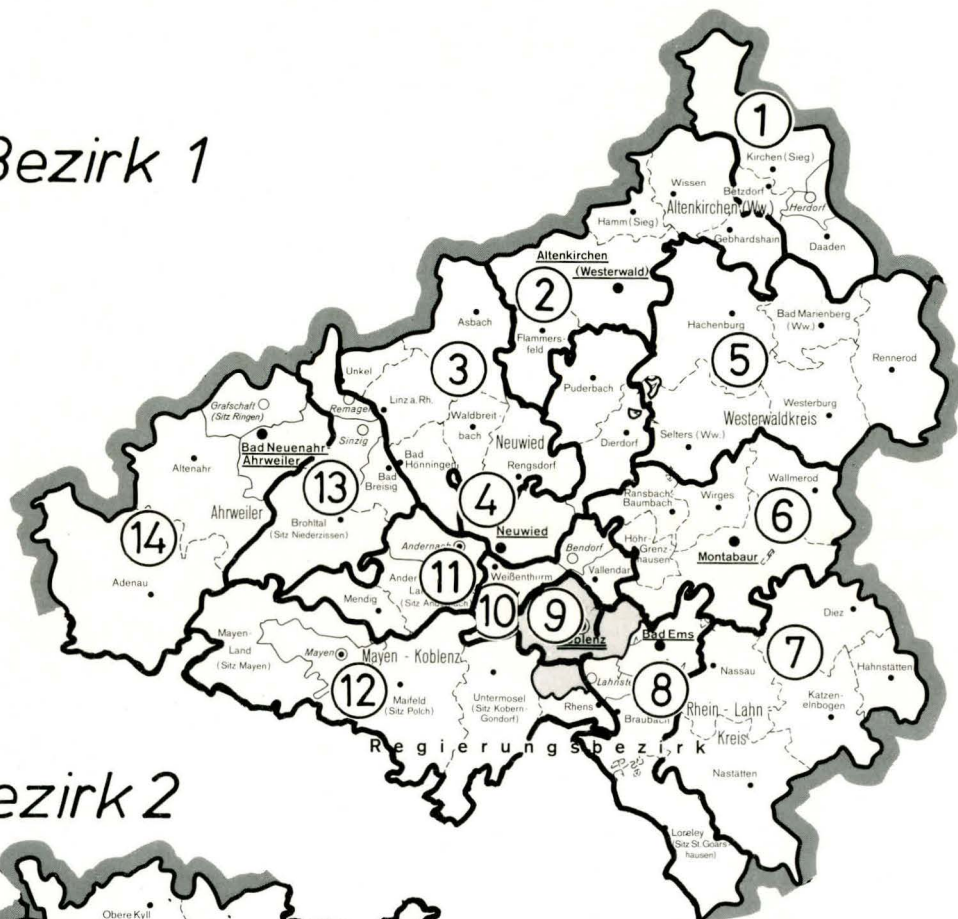 Bezirk 1
1
Kirchen (Sieg)
Wissen
Betzdorf
Herdorf
Altenkirchen (Ww.)
Hamm (Sieg)
Gebhardshain
Daaden
Altenkirchen
(Westerwald)
2
Flammers-
feld
Asbach
Hachenburg
Bad Marienberg
(Ww.)
5
Rennerod
3
Unkel
Puderbach
Linz a. Rh.
Remagen
Grafschaft
(Sitz Ringen)
Waldbreit-
bach
Westerburg
Westerwaldkreis
Sinzig
Neuwied
Dierdorf
Selters (Ww.)
Bad Neuenahr-
Ahrweiler
Altenahr
Bad
Hönningen
Rengsdorf
Bad
Breisig
13
4
Wallmerod
Ransbach
Baumbach
Wirges
6
Ahrweiler
Brohltal
(Sitz Niederzissen)
Neuwied
14
Höhr-
Grenz-
hausen
Montabaur
Andernach
Bendorf
Vallendar
Adenau
11
Weißenthurm
Mendig
10
9
Bad Ems
Diez
7
Mayen-
Land
(Sitz Mayen)
Mayen
Mayen - Koblenz
Nassau
Hahnstätten
12
Maifeld
(Sitz Polch)
8
Untermosel
(Sitz Kobern-
Gondorf)
Rhens
Braubach
Rhein - Lahn -
Kreis
Katzen-
elnbogen
Regierungsbezirk
Nastätten
Bezirk 2
Loreley
(Sitz St.Goars-
hausen)
Obere Kyll